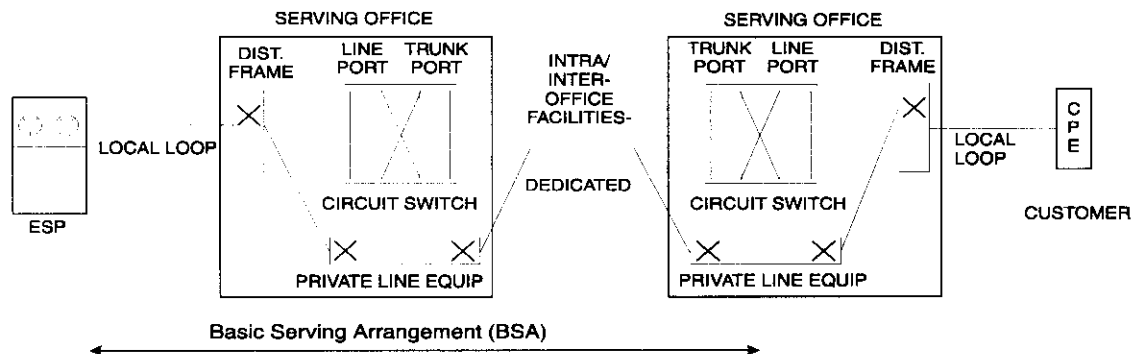 SERVING OFFICE
DIST.
FRAME
LINE
PORT
TRUNK
PORT
LOCAL LOOP
ESP
CIRCUIT SWITCH
PRIVATE LINE EQUIP
INTRA/
INTER-
OFFICE
FACILITIES-
DEDICATED
SERVING OFFICE
TRUNK
PORT
LINE
PORT
DIST.
FRAME
CIRCUIT SWITCH
PRIVATE LINE EQUIP
LOCAL
LOOP
C
P
E
CUSTOMER
Basic Serving Arrangement (BSA)